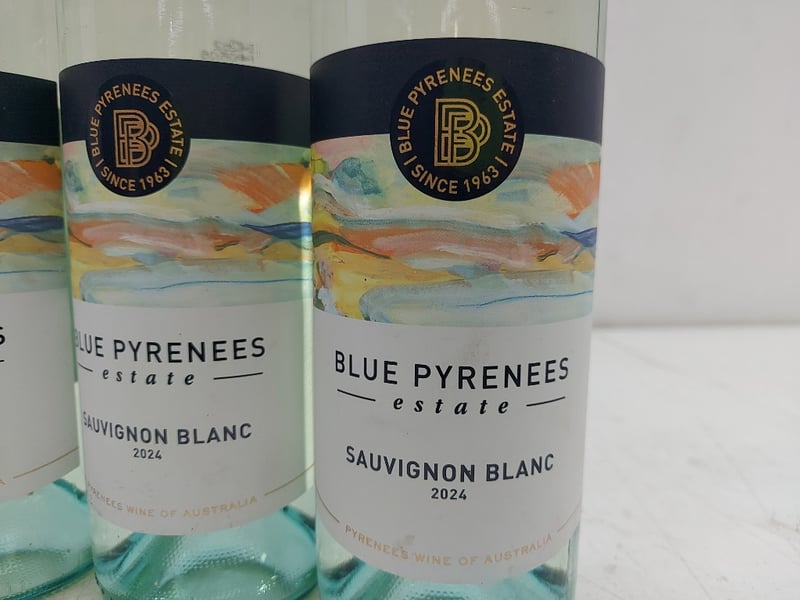 BLUE PYRENEES ESTATE
SINCE 1963
BLUE PYRENEES
estate
SAUVIGNON BLANC
2024
PYRENEES WINE OF AUSTRALIA
BLUE PYRENEES ESTATE
SINCE 1963
BLUE PYRENEES
estate
SAUVIGNON BLANC
2024
PYRENEES WINE OF AUSTRALIA